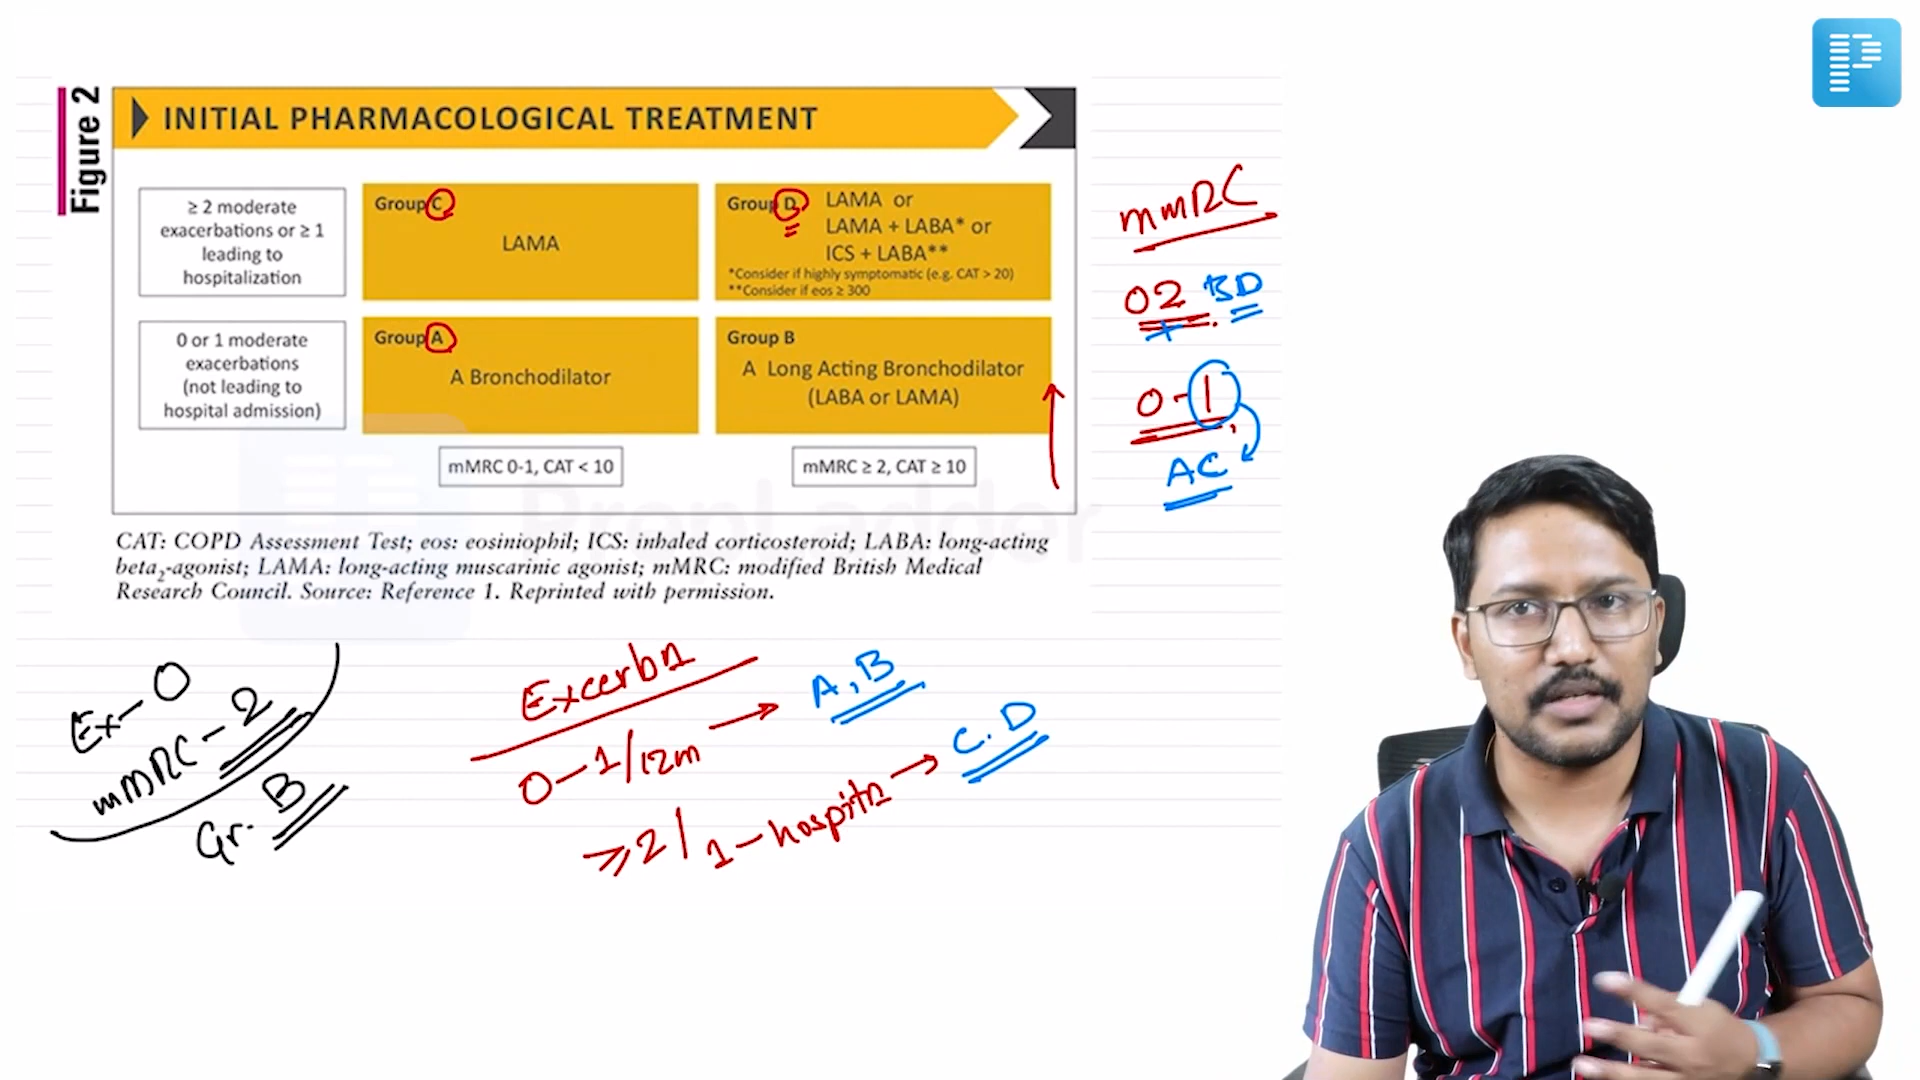 Figure 2
INITIAL PHARMACOLOGICAL TREATMENT
≥ 2 moderate
exacerbations or ≥ 1
leading to
hospitalization
Group C
LAMA
Group D
LAMA or
LAMA + LABA* or
ICS + LABA**
*Consider if highly symptomatic (e.g. CAT > 20)
**Consider if eos ≥ 300
0 or 1 moderate
exacerbations
(not leading to
hospital admission)
Group A
A Bronchodilator
Group B
A Long Acting Bronchodilator
(LABA or LAMA)
mMRC 0-1, CAT < 10
mMRC ≥ 2, CAT ≥ 10
CAT: COPD Assessment Test; eos: eosiniophil; ICS: inhaled corticosteroid; LABA: long-acting
beta2-agonist; LAMA: long-acting muscarinic agonist; mMRC: modified British Medical
Research Council. Source: Reference 1. Reprinted with permission.
PrepLadder
mMRC
02 BD
+
0-1
AC
Ex-0
mMRC-2
Gr. B
Excerbn
0-1/12m → A, B
≥2/1-hospitn → C.D